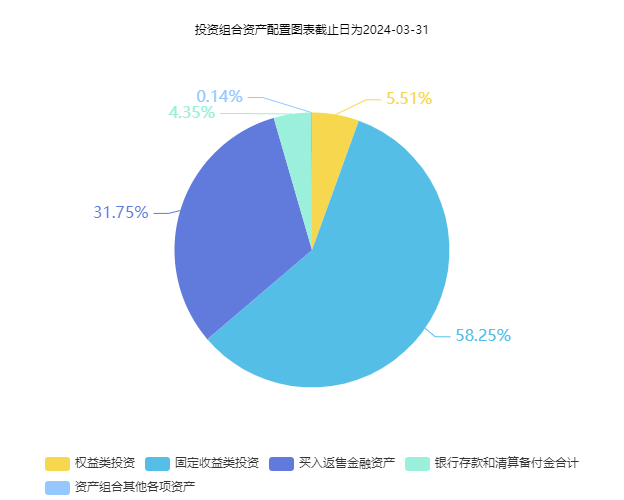 投资组合资产配置图表截止日为2024-03-31
0.14%
5.51%
4.35%
31.75%
58.25%
权益类投资 固定收益类投资 买入返售金融资产 银行存款和清算备付金合计
资产组合其他各项资产